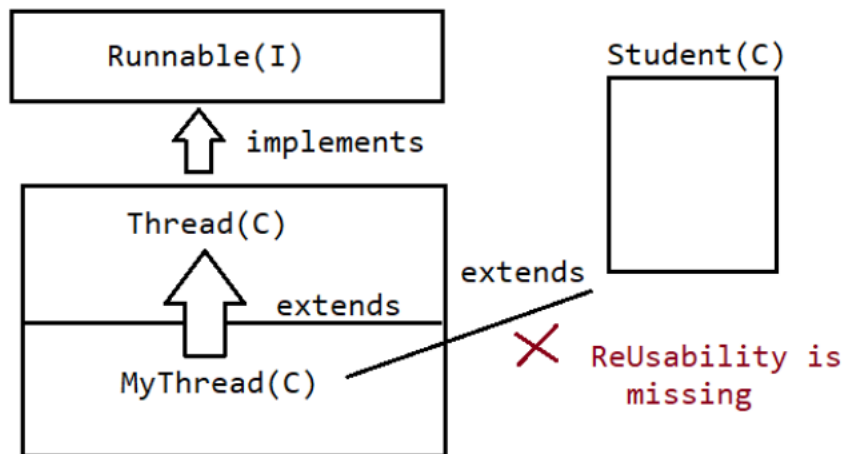 Runnable(I)
Student(C)
implements
Thread(C)
extends
extends
MyThread(C)
ReUsability is
missing